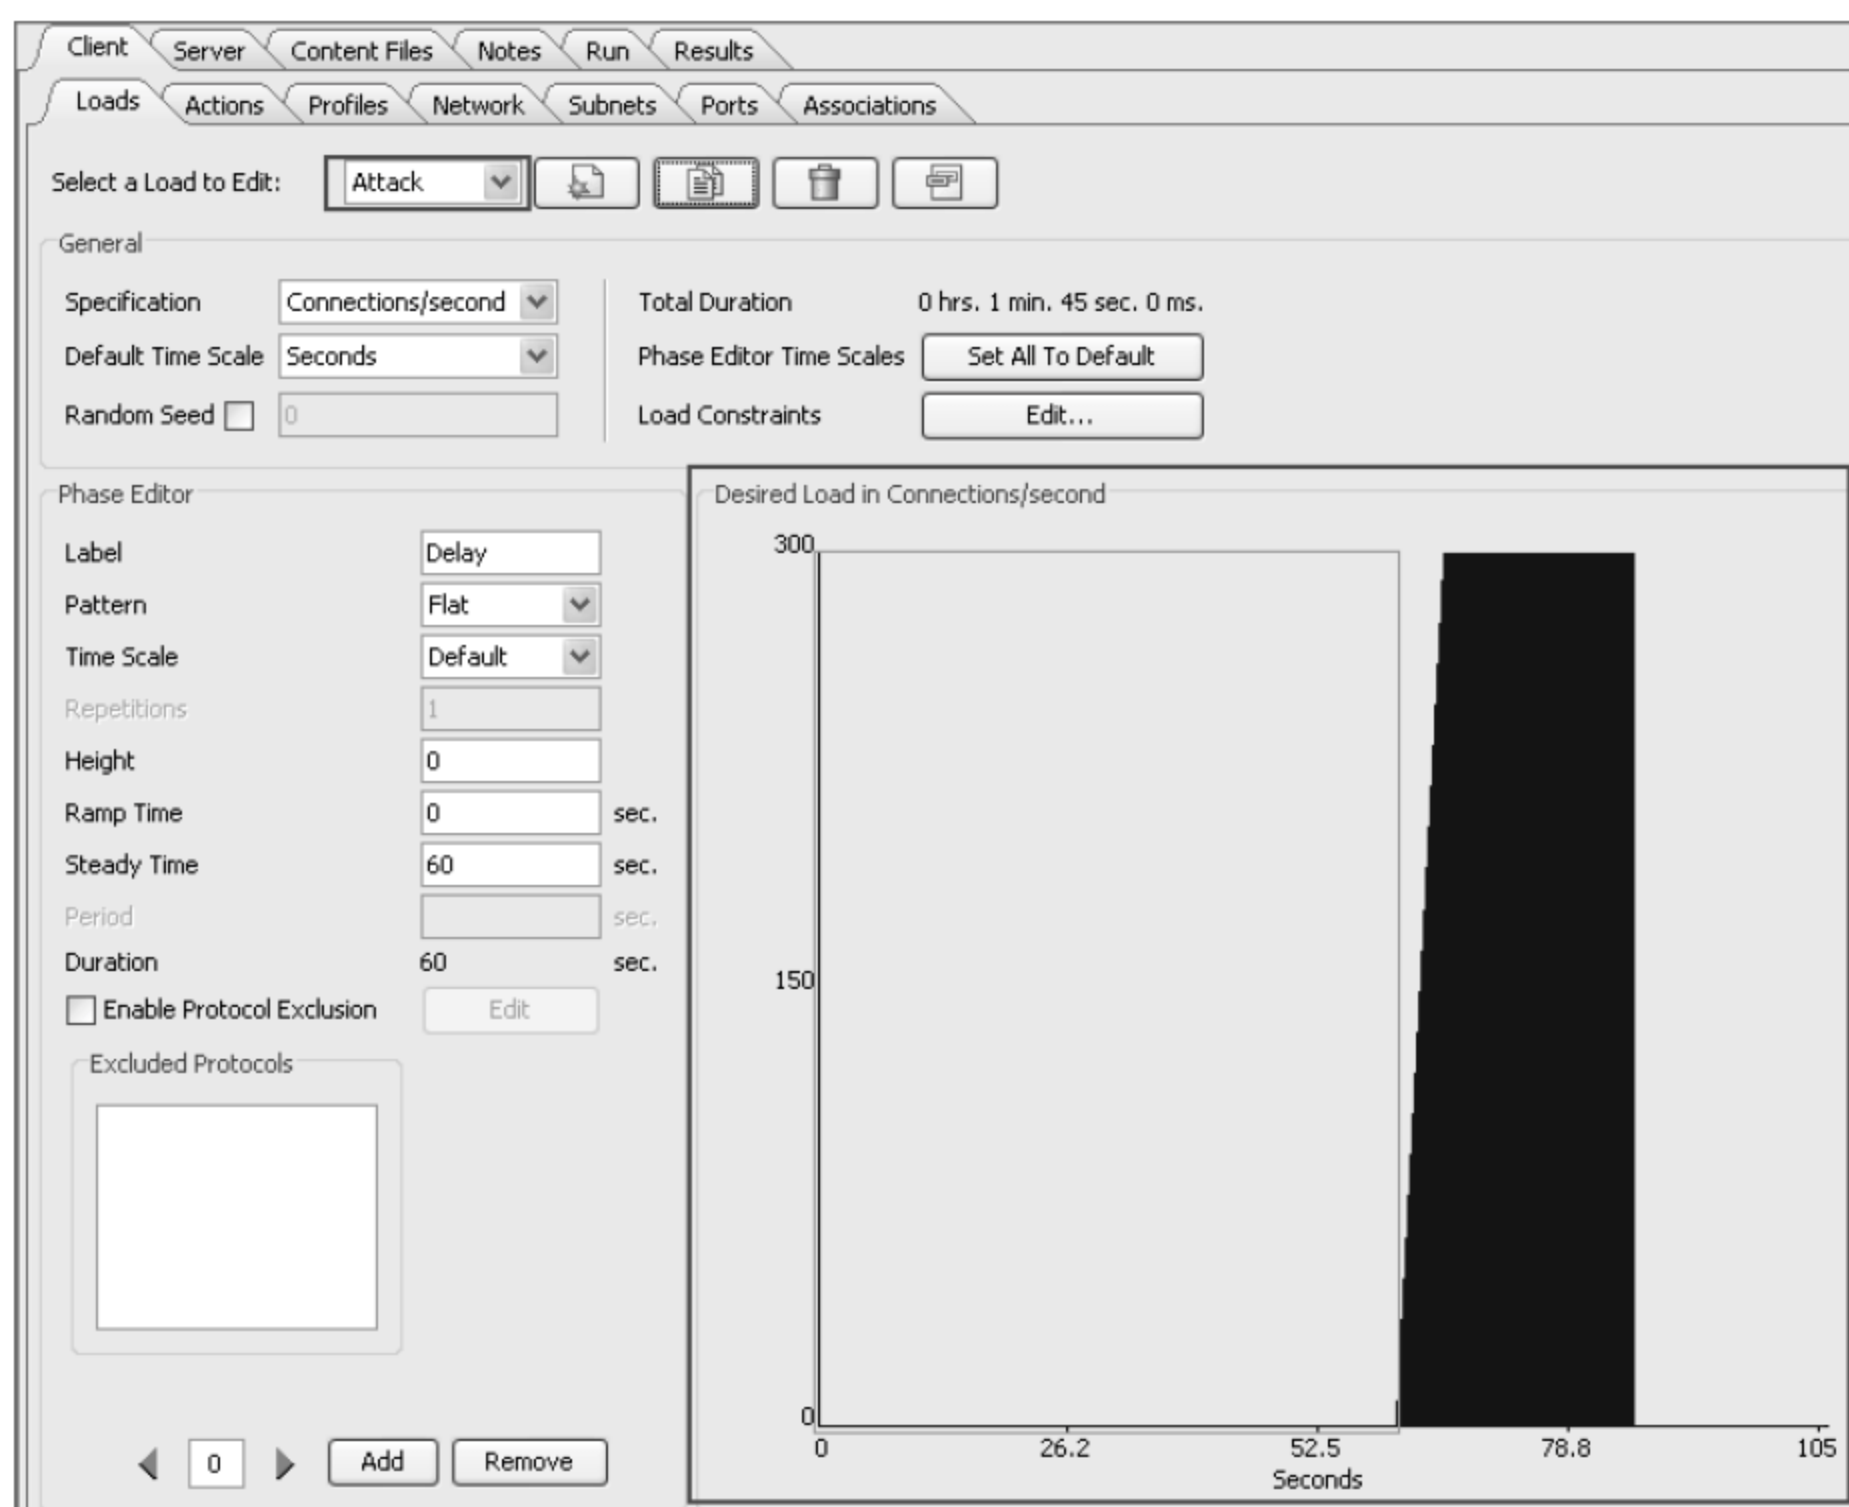 Client Server Content Files Notes Run Results
Loads Actions Profiles Network Subnets Ports Associations
Select a Load to Edit: Attack
General
Specification Connections/second Total Duration 0 hrs. 1 min. 45 sec. 0 ms.
Default Time Scale Seconds Phase Editor Time Scales Set All To Default
Random Seed 0 Load Constraints Edit...
Phase Editor
Label Delay
Pattern Flat
Time Scale Default
Repetitions 1
Height 0
Ramp Time 0 sec.
Steady Time 60 sec.
Period sec.
Duration 60 sec.
Enable Protocol Exclusion Edit
Excluded Protocols
0 Add Remove
Desired Load in Connections/second
300
150
0
0 26.2 52.5 78.8 105
Seconds